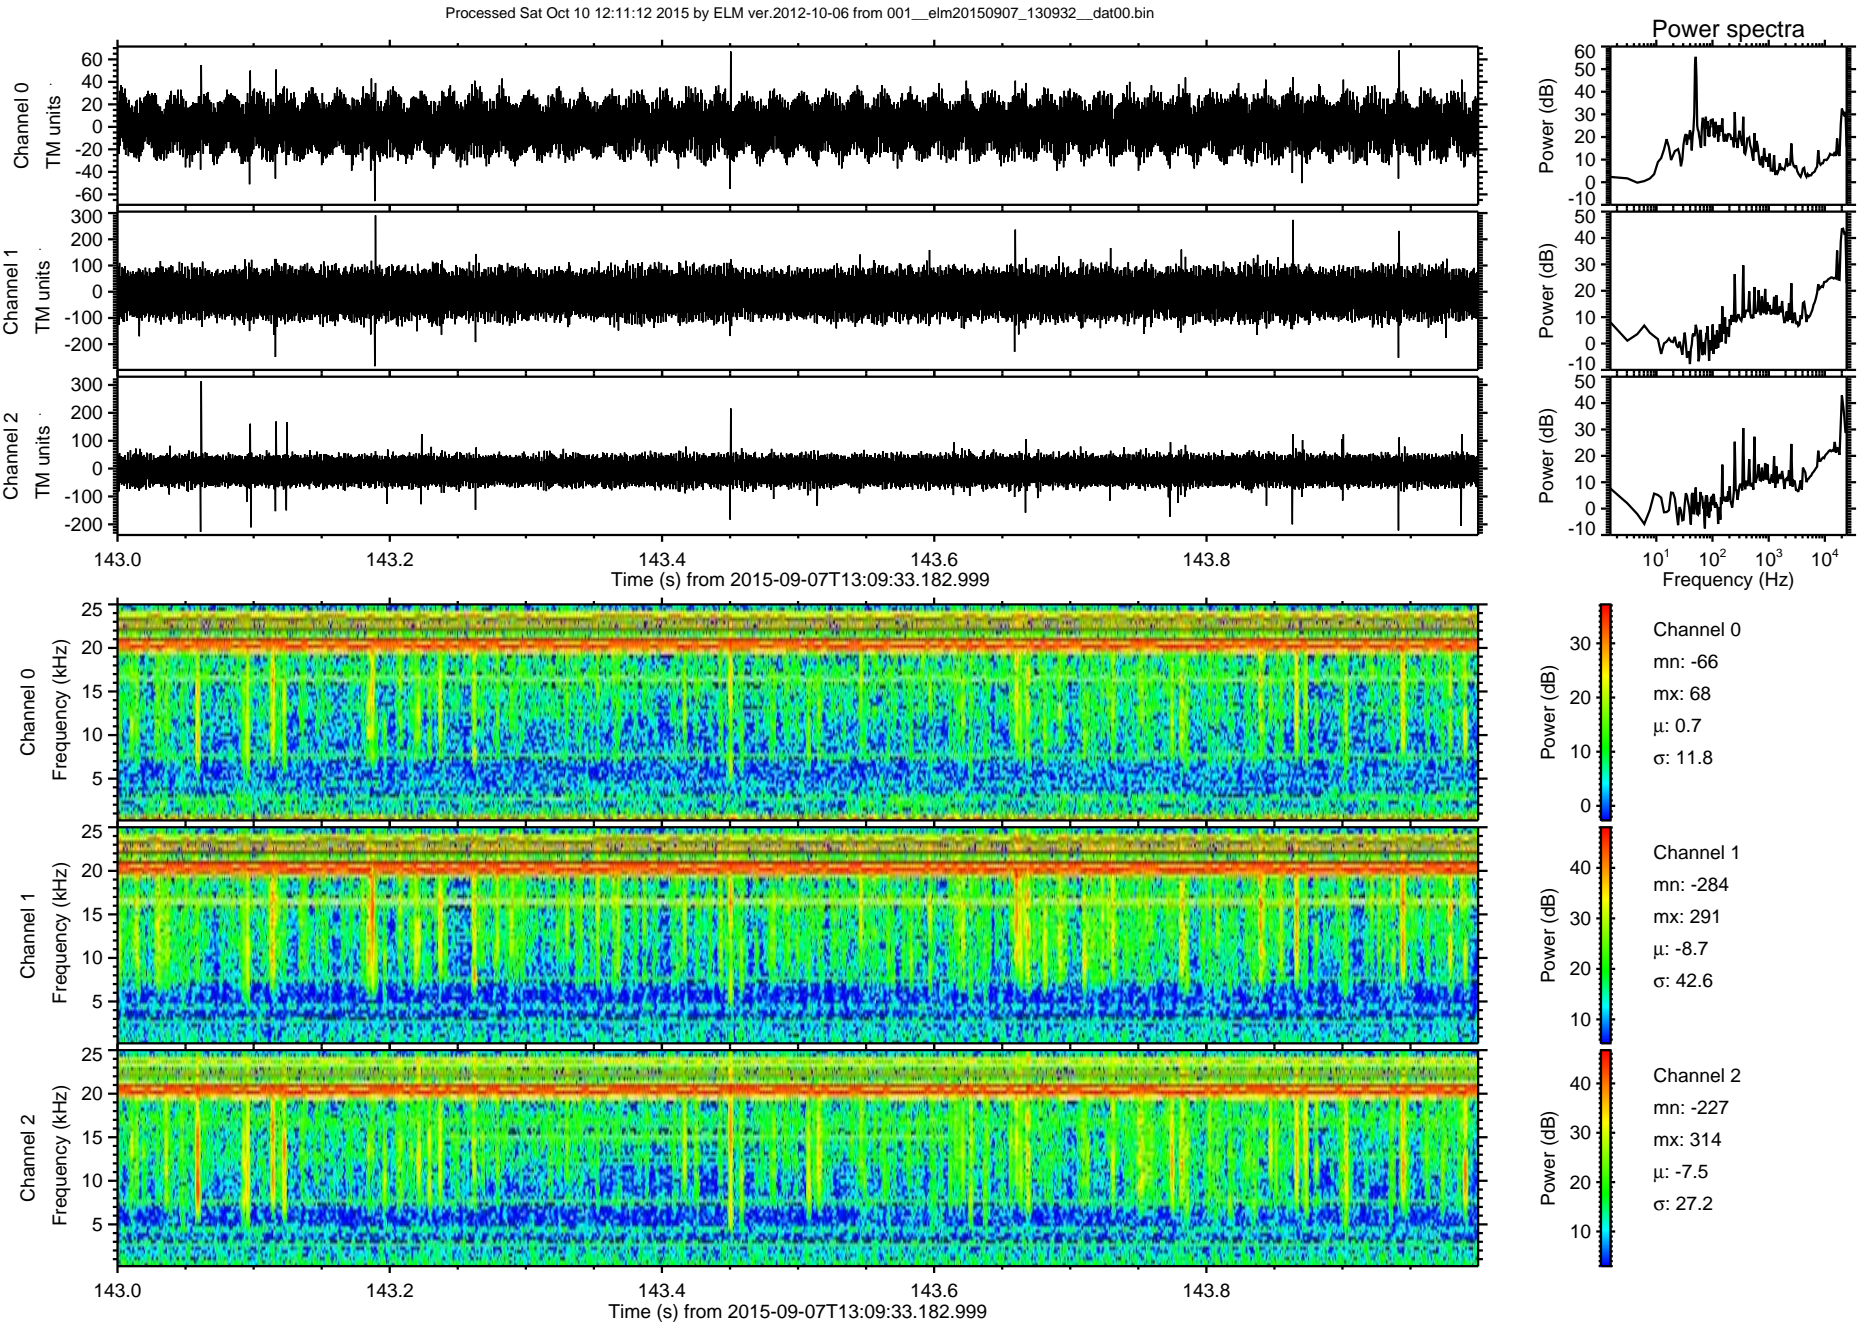 Processed Sat Oct 10 12:11:12 2015 by ELM ver.2012-10-06 from 001__elm20150907_130932__dat00.bin
Power spectra
Channel 0
TM units
60
40
20
0
-20
-40
-60
Power (dB)
60
50
40
30
20
10
0
-10
Channel 1
TM units
300
200
100
0
-100
-200
Power (dB)
50
40
30
20
10
0
-10
Channel 2
TM units
300
200
100
0
-100
-200
Power (dB)
50
40
30
20
10
0
-10
143.0 143.2 143.4 143.6 143.8
Time (s) from 2015-09-07T13:09:33.182.999
10¹ 10² 10³ 10⁴
Frequency (Hz)
Channel 0
Frequency (kHz)
25
20
15
10
5
Power (dB)
30
20
10
0
Channel 0
mn: -66
mx: 68
μ: 0.7
σ: 11.8
Channel 1
Frequency (kHz)
25
20
15
10
5
Power (dB)
40
30
20
10
Channel 1
mn: -284
mx: 291
μ: -8.7
σ: 42.6
Channel 2
Frequency (kHz)
25
20
15
10
5
Power (dB)
40
30
20
10
Channel 2
mn: -227
mx: 314
μ: -7.5
σ: 27.2
143.0 143.2 143.4 143.6 143.8
Time (s) from 2015-09-07T13:09:33.182.999